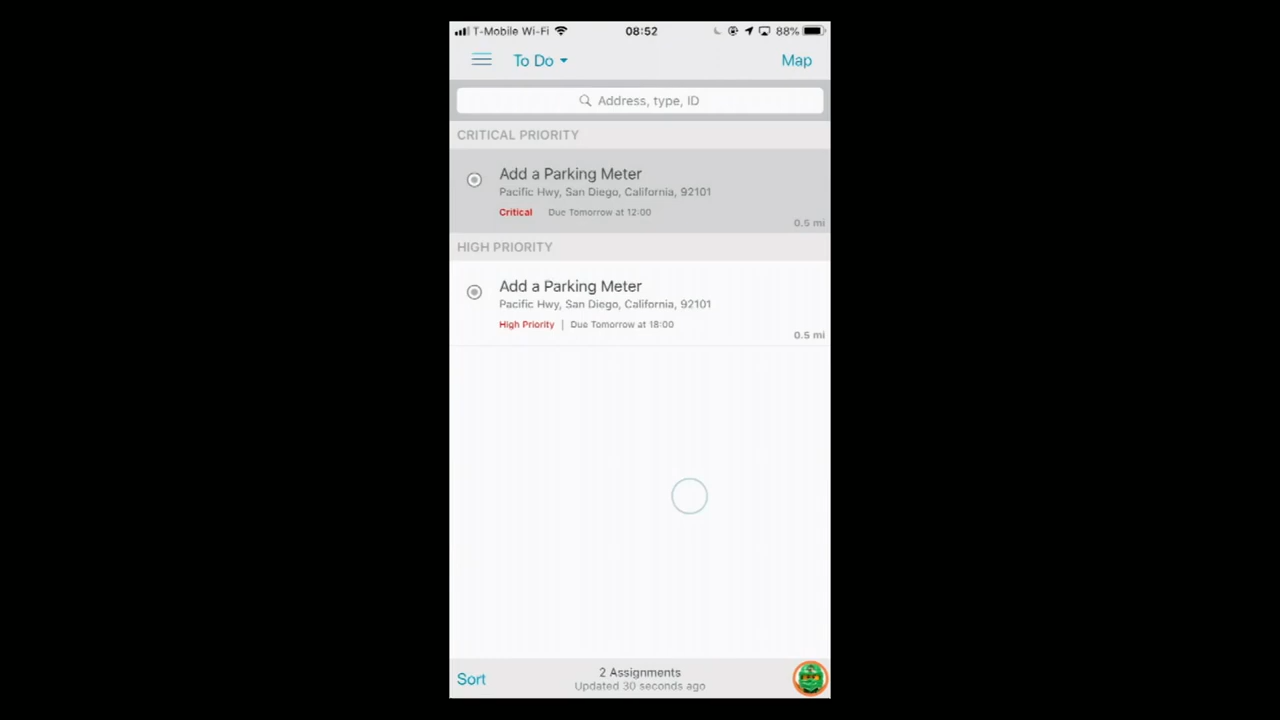 T-Mobile Wi-Fi 08:52 88%
To Do Map
Address, type, ID
CRITICAL PRIORITY
Add a Parking Meter
Pacific Hwy, San Diego, California, 92101
Critical Due Tomorrow at 12:00
0.5 mi
HIGH PRIORITY
Add a Parking Meter
Pacific Hwy, San Diego, California, 92101
High Priority | Due Tomorrow at 18:00
0.5 mi
Sort
2 Assignments
Updated 30 seconds ago